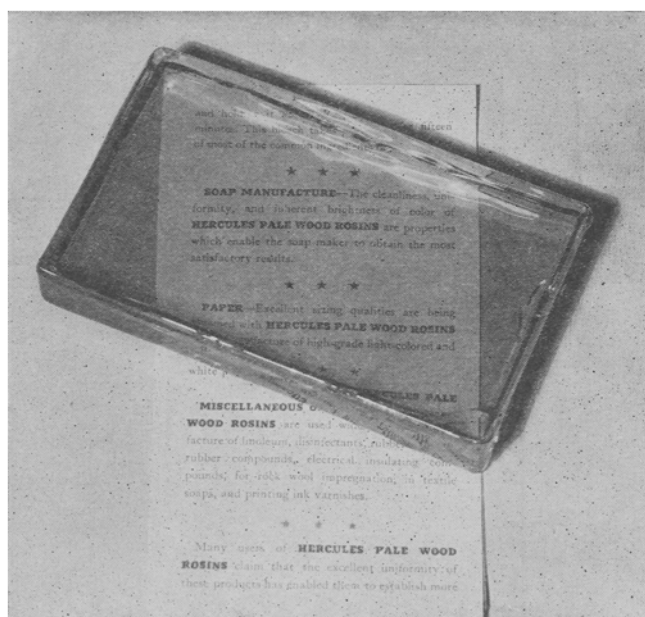 and
minutes. This fifteen
of most of the common
★ ★ ★
SOAP MANUFACTURE—The cleanliness, uni-
formity, and inherent brightness of color of
HERCULES PALE WOOD ROSINS are properties
which enable the soap maker to obtain the most
satisfactory results.
★ ★ ★
PAPER—Excellent sizing qualities are being
with HERCULES PALE WOOD ROSINS
of high-grade light-colored and
white
★ ★
HERCULES PALE
MISCELLANEOUS
WOOD ROSINS are used
facture of linoleum, disinfectants,
rubber compounds, electrical insulating com-
pounds, for rock wool impregnation, in textile
soaps, and printing ink varnishes.
★ ★ ★
Many users of HERCULES PALE WOOD
ROSINS claim that the excellent uniformity of
these products has enabled them to establish more